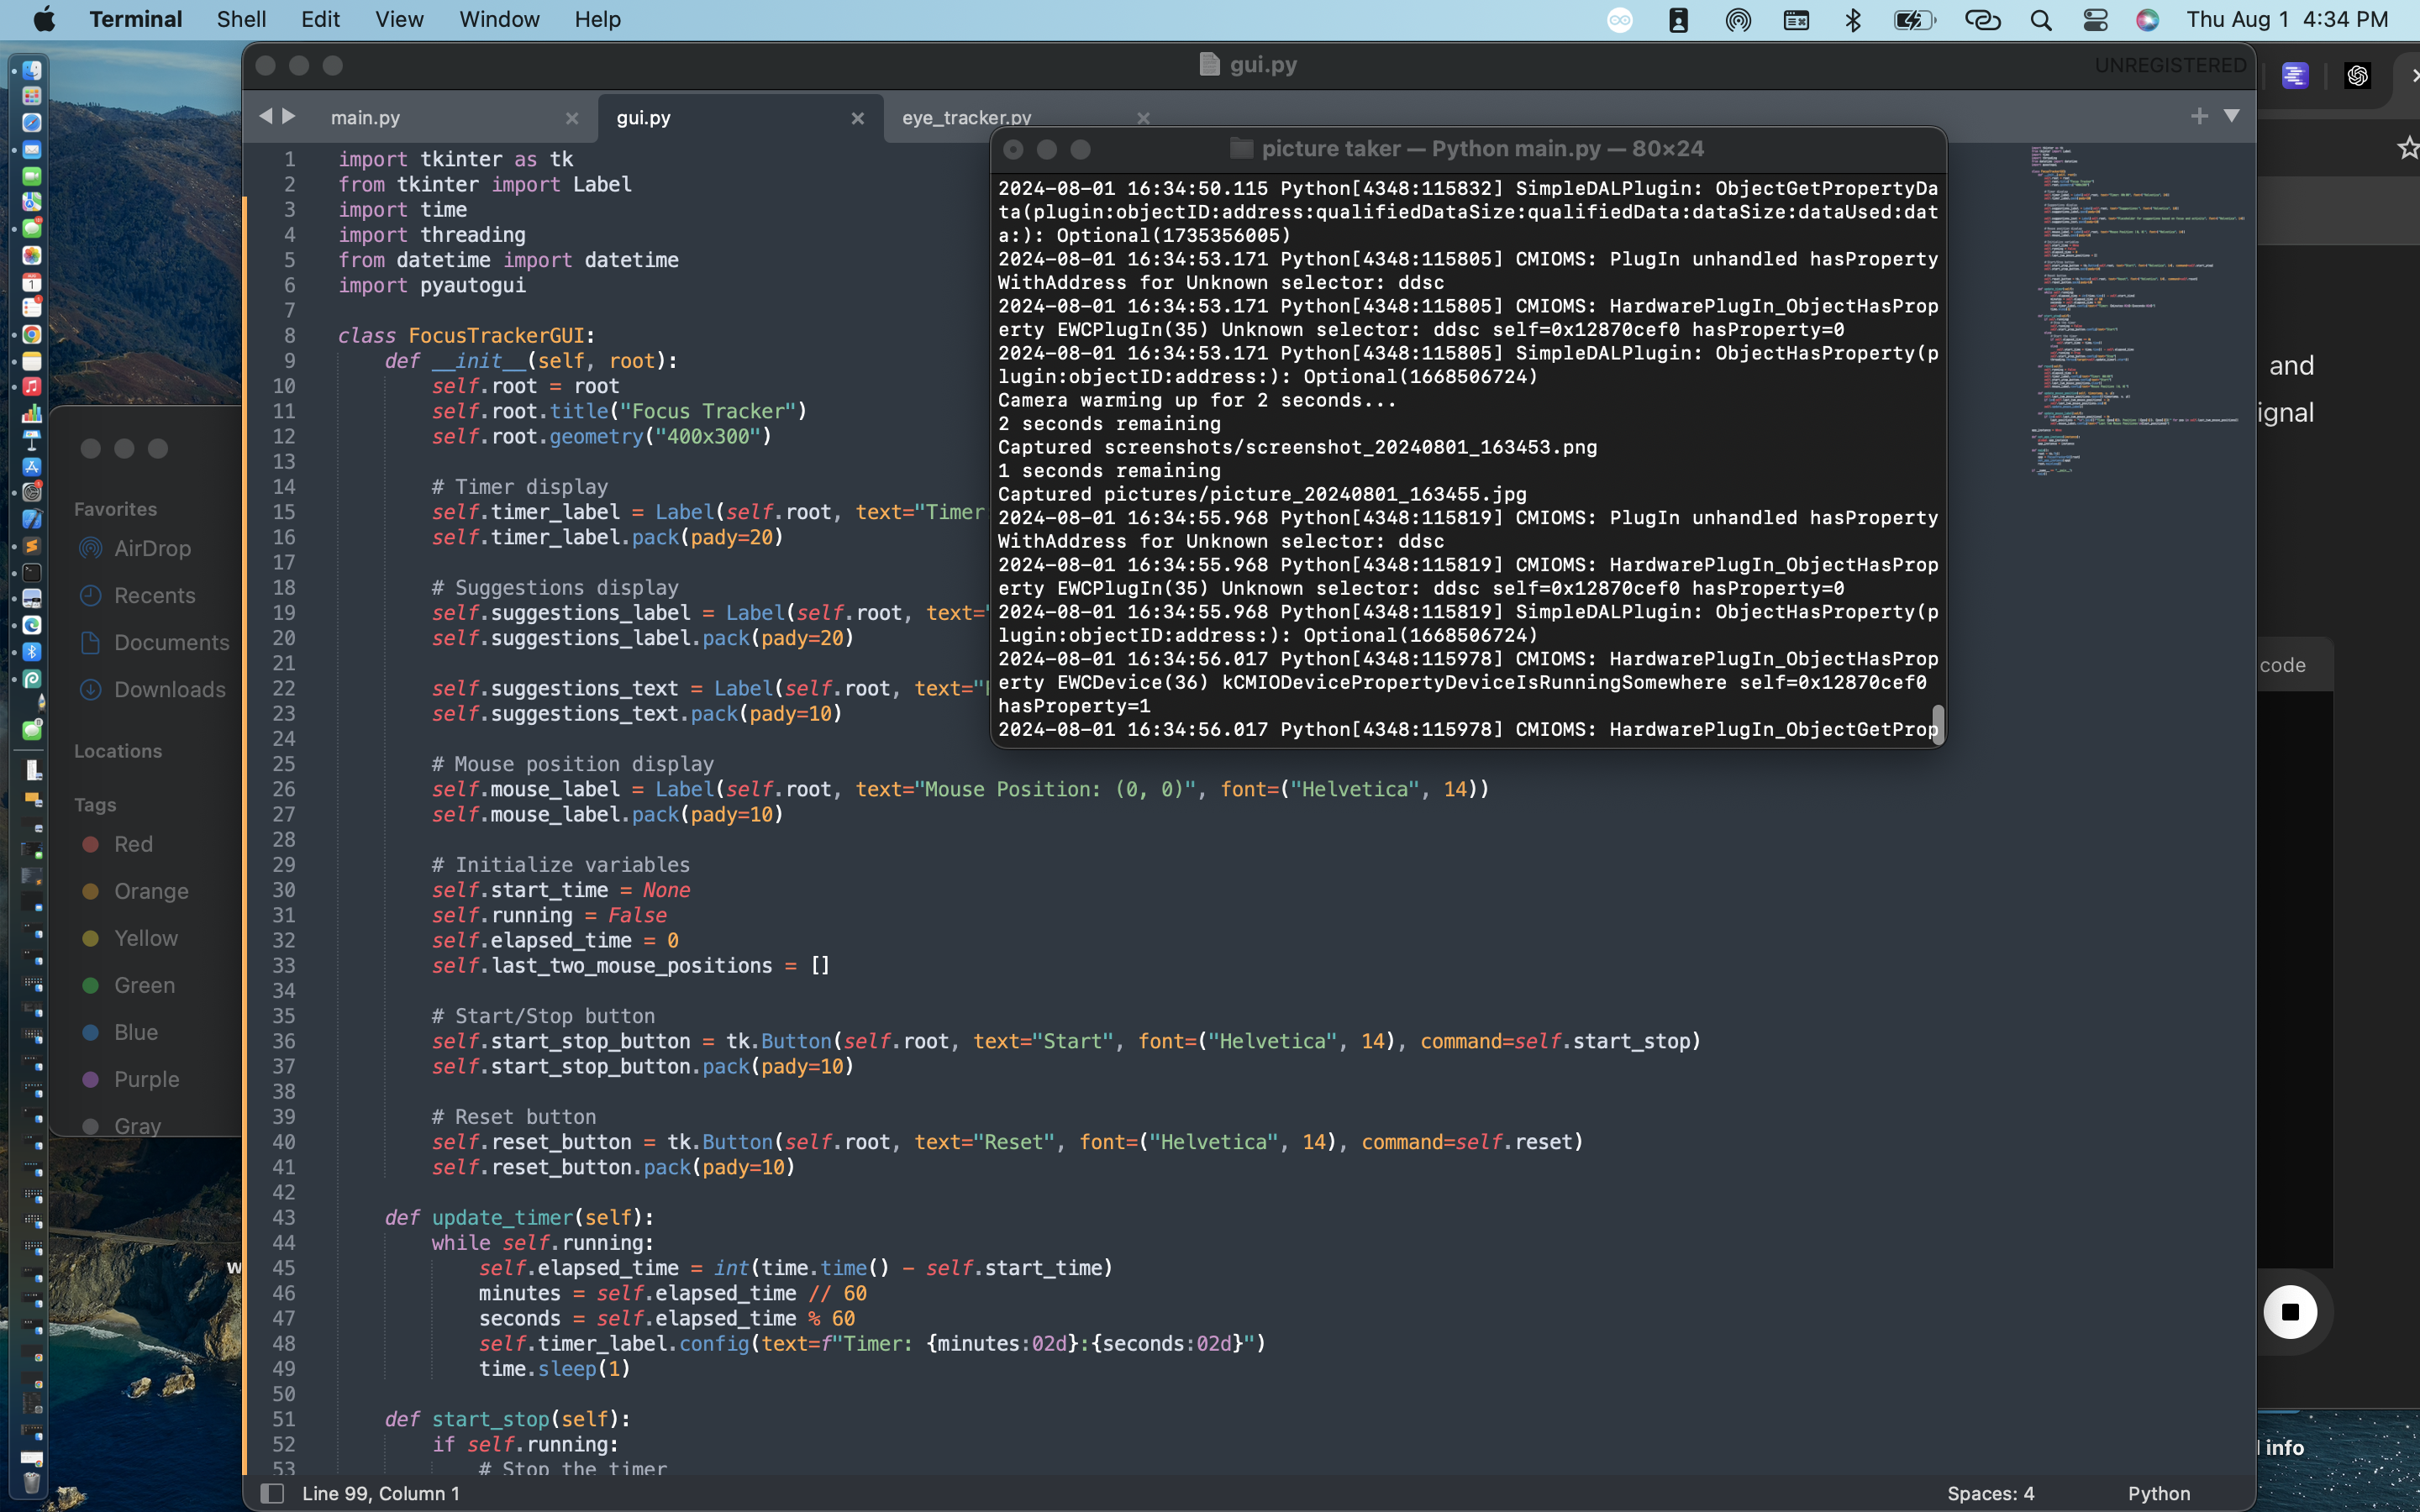 Terminal Shell Edit View Window Help Thu Aug 1 4:34 PM
gui.py UNREGISTERED
main.py gui.py eye_tracker.py
1 import tkinter as tk
2 from tkinter import Label
3 import time
4 import threading
5 from datetime import datetime
6 import pyautogui
7
8 class FocusTrackerGUI:
9 def __init__(self, root):
10 self.root = root
11 self.root.title("Focus Tracker")
12 self.root.geometry("400x300")
13
14 # Timer display
15 self.timer_label = Label(self.root, text="Timer:
16 self.timer_label.pack(pady=20)
17
18 # Suggestions display
19 self.suggestions_label = Label(self.root, text="
20 self.suggestions_label.pack(pady=20)
21
22 self.suggestions_text = Label(self.root, text="
23 self.suggestions_text.pack(pady=10)
24
25 # Mouse position display
26 self.mouse_label = Label(self.root, text="Mouse Position: (0, 0)", font=("Helvetica", 14))
27 self.mouse_label.pack(pady=10)
28
29 # Initialize variables
30 self.start_time = None
31 self.running = False
32 self.elapsed_time = 0
33 self.last_two_mouse_positions = []
34
35 # Start/Stop button
36 self.start_stop_button = tk.Button(self.root, text="Start", font=("Helvetica", 14), command=self.start_stop)
37 self.start_stop_button.pack(pady=10)
38
39 # Reset button
40 self.reset_button = tk.Button(self.root, text="Reset", font=("Helvetica", 14), command=self.reset)
41 self.reset_button.pack(pady=10)
42
43 def update_timer(self):
44 while self.running:
45 self.elapsed_time = int(time.time() - self.start_time)
46 minutes = self.elapsed_time // 60
47 seconds = self.elapsed_time % 60
48 self.timer_label.config(text=f"Timer: {minutes:02d}:{seconds:02d}")
49 time.sleep(1)
50
51 def start_stop(self):
52 if self.running:
53 # Stop the timer
Line 99, Column 1 Spaces: 4 Python
picture taker — Python main.py — 80×24
2024-08-01 16:34:50.115 Python[4348:115832] SimpleDALPlugin: ObjectGetPropertyDa
ta(plugin:objectID:address:qualifiedDataSize:qualifiedData:dataSize:dataUsed:dat
a:): Optional(1735356005)
2024-08-01 16:34:53.171 Python[4348:115805] CMIOMS: PlugIn unhandled hasProperty
WithAddress for Unknown selector: ddsc
2024-08-01 16:34:53.171 Python[4348:115805] CMIOMS: HardwarePlugIn_ObjectHasProp
erty EWCPlugIn(35) Unknown selector: ddsc self=0x12870cef0 hasProperty=0
2024-08-01 16:34:53.171 Python[4348:115805] SimpleDALPlugin: ObjectHasProperty(p
lugin:objectID:address:): Optional(1668506724)
Camera warming up for 2 seconds...
2 seconds remaining
Captured screenshots/screenshot_20240801_163453.png
1 seconds remaining
Captured pictures/picture_20240801_163455.jpg
2024-08-01 16:34:55.968 Python[4348:115819] CMIOMS: PlugIn unhandled hasProperty
WithAddress for Unknown selector: ddsc
2024-08-01 16:34:55.968 Python[4348:115819] CMIOMS: HardwarePlugIn_ObjectHasProp
erty EWCPlugIn(35) Unknown selector: ddsc self=0x12870cef0 hasProperty=0
2024-08-01 16:34:55.968 Python[4348:115819] SimpleDALPlugin: ObjectHasProperty(p
lugin:objectID:address:): Optional(1668506724)
2024-08-01 16:34:56.017 Python[4348:115978] CMIOMS: HardwarePlugIn_ObjectHasProp
erty EWCDevice(36) kCMIODevicePropertyDeviceIsRunningSomewhere self=0x12870cef0
hasProperty=1
2024-08-01 16:34:56.017 Python[4348:115978] CMIOMS: HardwarePlugIn_ObjectGetProp
Favorites
AirDrop
Recents
Documents
Downloads
Locations
Tags
Red
Orange
Yellow
Green
Blue
Purple
Gray
and
ignal
code
info